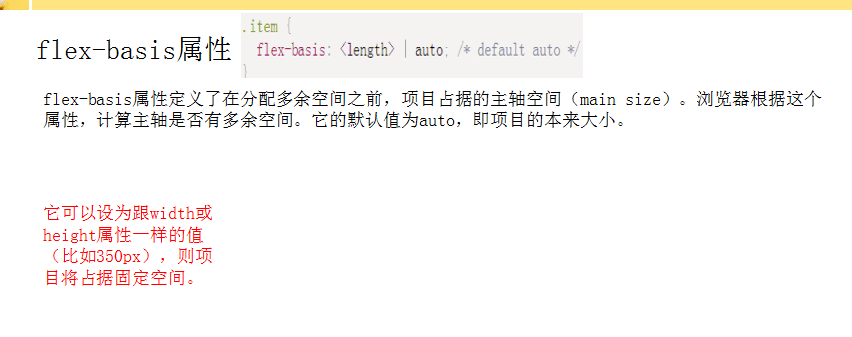 flex-basis属性
.item {
flex-basis: <length> | auto; /* default auto */
}
flex-basis属性定义了在分配多余空间之前，项目占据的主轴空间（main size）。浏览器根据这个
属性，计算主轴是否有多余空间。它的默认值为auto，即项目的本来大小。
它可以设为跟width或
height属性一样的值
（比如350px），则项
目将占据固定空间。